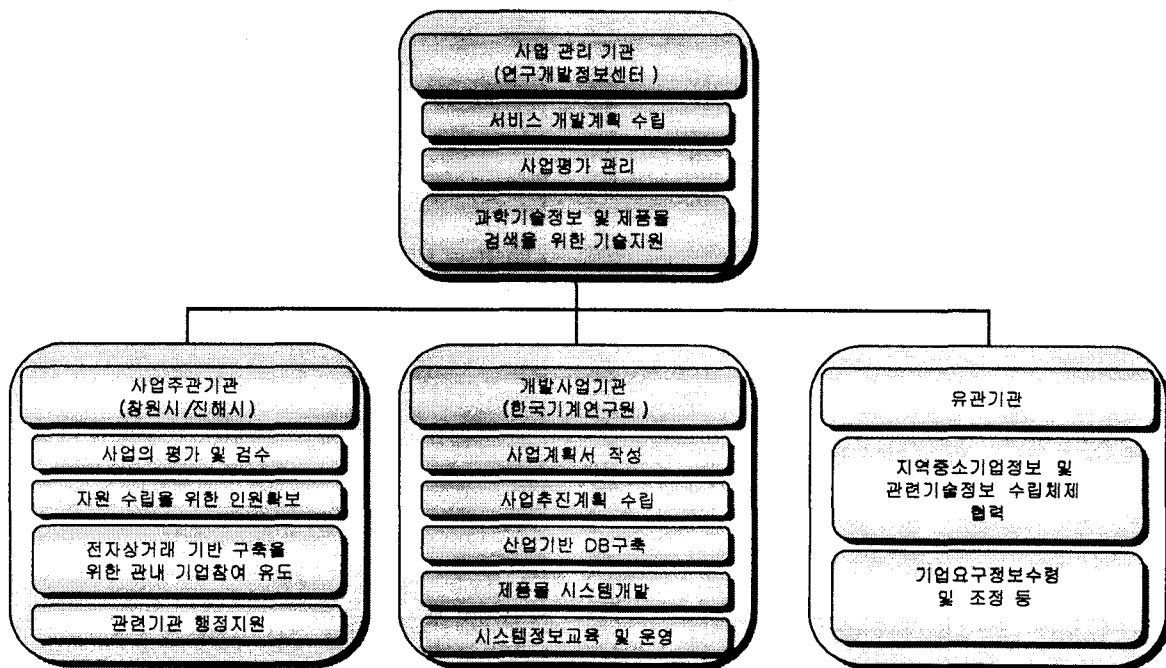 사업 관리 기관
(연구개발정보센터)
서비스 개발계획 수립
사업평가 관리
과학기술정보 및 제품몰
검색을 위한 기술지원
사업주관기관
(창원시/진해시)
사업의 평가 및 검수
자원 수립을 위한 인원확보
전자상거래 기반 구축을
위한 관내 기업참여 유도
관련기관 행정지원
개발사업기관
(한국기계연구원)
사업계획서 작성
사업추진계획 수립
산업기반 DB구축
제품몰 시스템개발
시스템정보교육 및 운영
유관기관
지역중소기업정보 및
관련기술정보 수립체제
협력
기업요구정보수령
및 조정 등